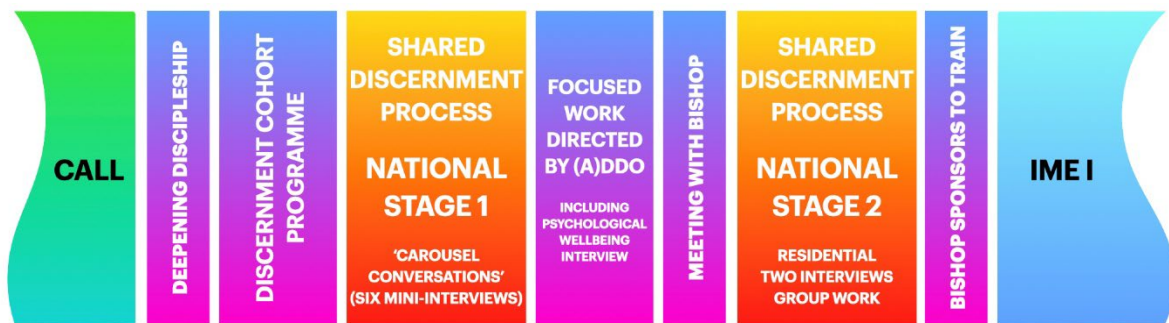 CALL
DEEPENING DISCIPLESHIP
DISCERNMENT COHORT
PROGRAMME
SHARED
DISCERNMENT
PROCESS
NATIONAL
STAGE 1
‘CAROUSEL
CONVERSATIONS’
(SIX MINI-INTERVIEWS)
FOCUSED
WORK
DIRECTED
BY (A)DDO
INCLUDING
PSYCHOLOGICAL
WELLBEING
INTERVIEW
MEETING WITH BISHOP
SHARED
DISCERNMENT
PROCESS
NATIONAL
STAGE 2
RESIDENTIAL
TWO INTERVIEWS
GROUP WORK
BISHOP SPONSORS TO TRAIN
IME I